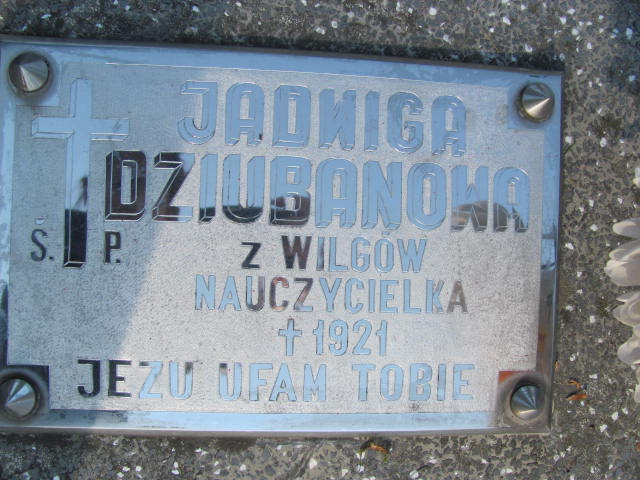 JADWIGA
DZIUBANOWA
Ś. P.
Z WILGÓW
NAUCZYCIELKA
† 1921
JEZU UFAM TOBIE